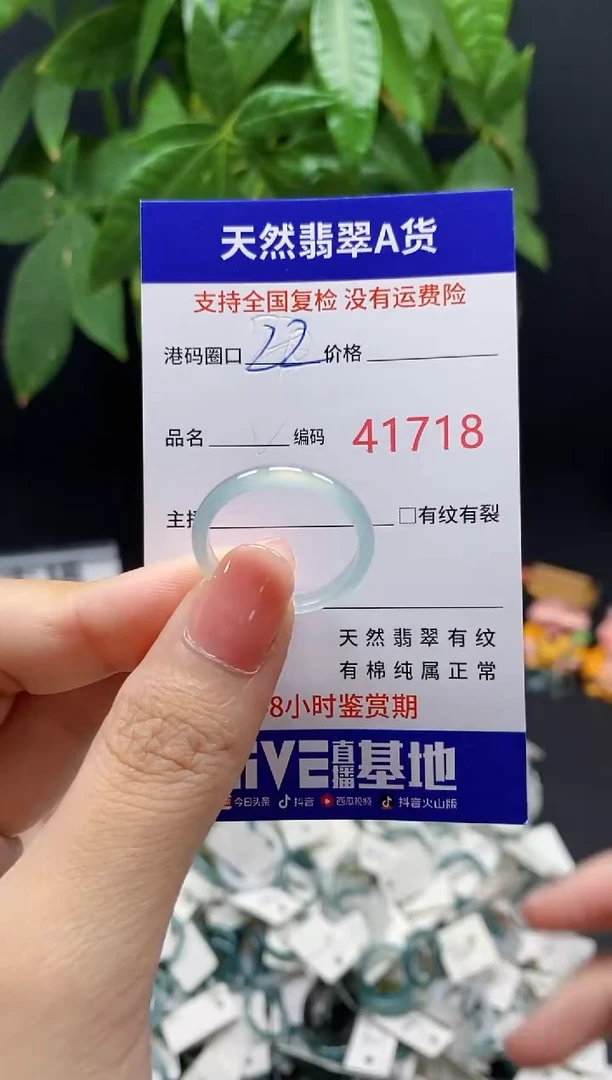 天然翡翠A货
支持全国复检 没有运费险
港码圈口 22 价格
品名 编码 41718
主 □有纹有裂
天然翡翠有纹
有棉纯属正常
8小时鉴赏期
iVE直播基地
今日头条 抖音 西瓜视频 抖音火山版